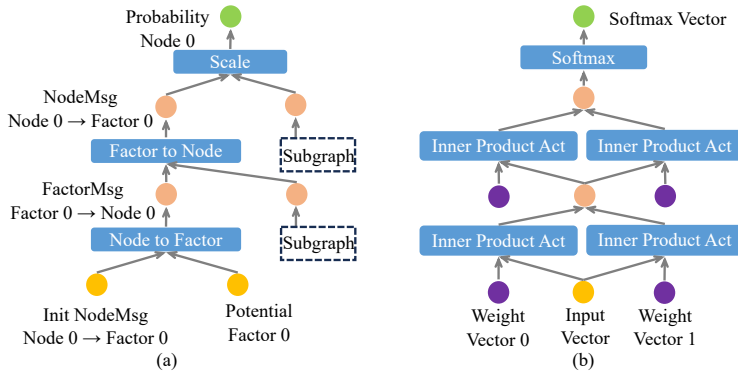 Probability
Node 0
Scale
NodeMsg
Node 0 → Factor 0
Factor to Node
Subgraph
FactorMsg
Factor 0 → Node 0
Node to Factor
Subgraph
Init NodeMsg
Node 0 → Factor 0
Potential
Factor 0
(a)
Softmax Vector
Softmax
Inner Product Act
Inner Product Act
Inner Product Act
Inner Product Act
Weight
Vector 0
Input
Vector
Weight
Vector 1
(b)